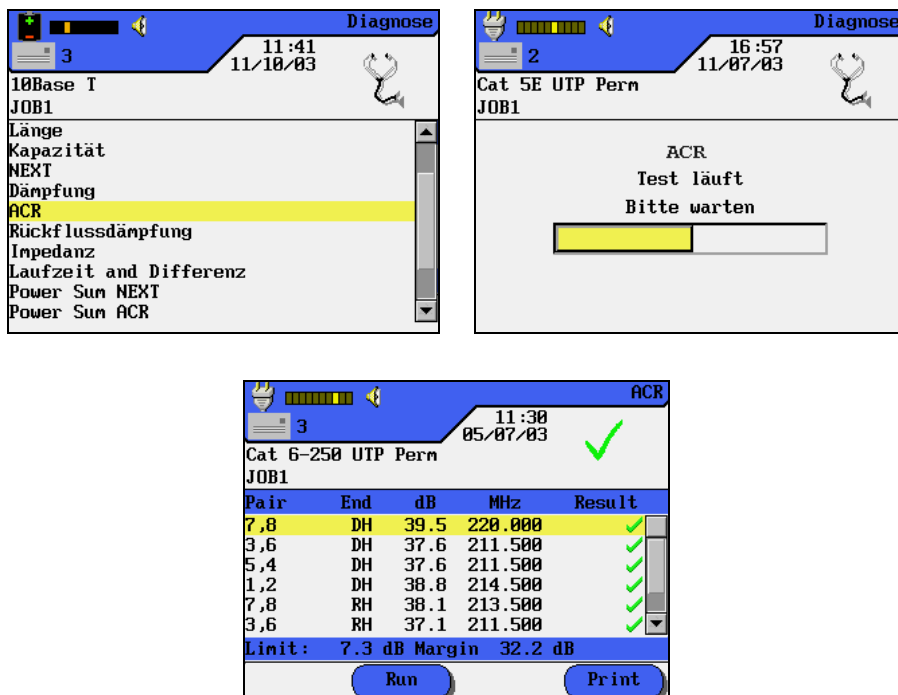 Diagnose
3
11:41
11/10/03
10Base T
JOB1
Länge
Kapazität
NEXT
Dämpfung
ACR
Rückflussdämpfung
Impedanz
Laufzeit and Differenz
Power Sum NEXT
Power Sum ACR
Diagnose
2
16:57
11/07/03
Cat 5E UTP Perm
JOB1
ACR
Test läuft
Bitte warten
ACR
3
11:30
05/07/03
Cat 6-250 UTP Perm
JOB1
Pair End dB MHz Result
7,8 DH 39.5 220.000
3,6 DH 37.6 211.500
5,4 DH 37.6 211.500
1,2 DH 38.8 214.500
7,8 RH 38.1 213.500
3,6 RH 37.1 211.500
Limit: 7.3 dB Margin 32.2 dB
Run Print